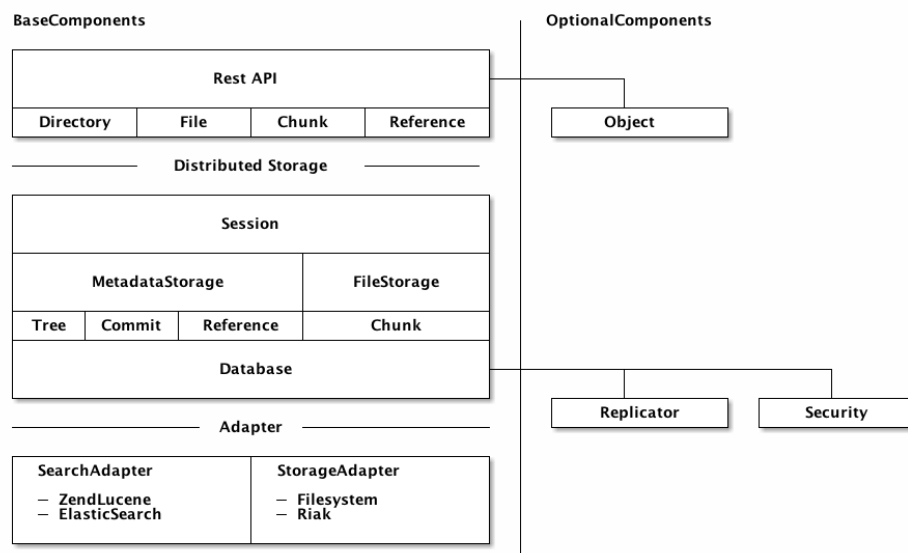 BaseComponents
OptionalComponents
Rest API
Directory
File
Chunk
Reference
Object
Distributed Storage
Session
MetadataStorage
FileStorage
Tree
Commit
Reference
Chunk
Database
Replicator
Security
Adapter
SearchAdapter
– ZendLucene
– ElasticSearch
StorageAdapter
– Filesystem
– Riak